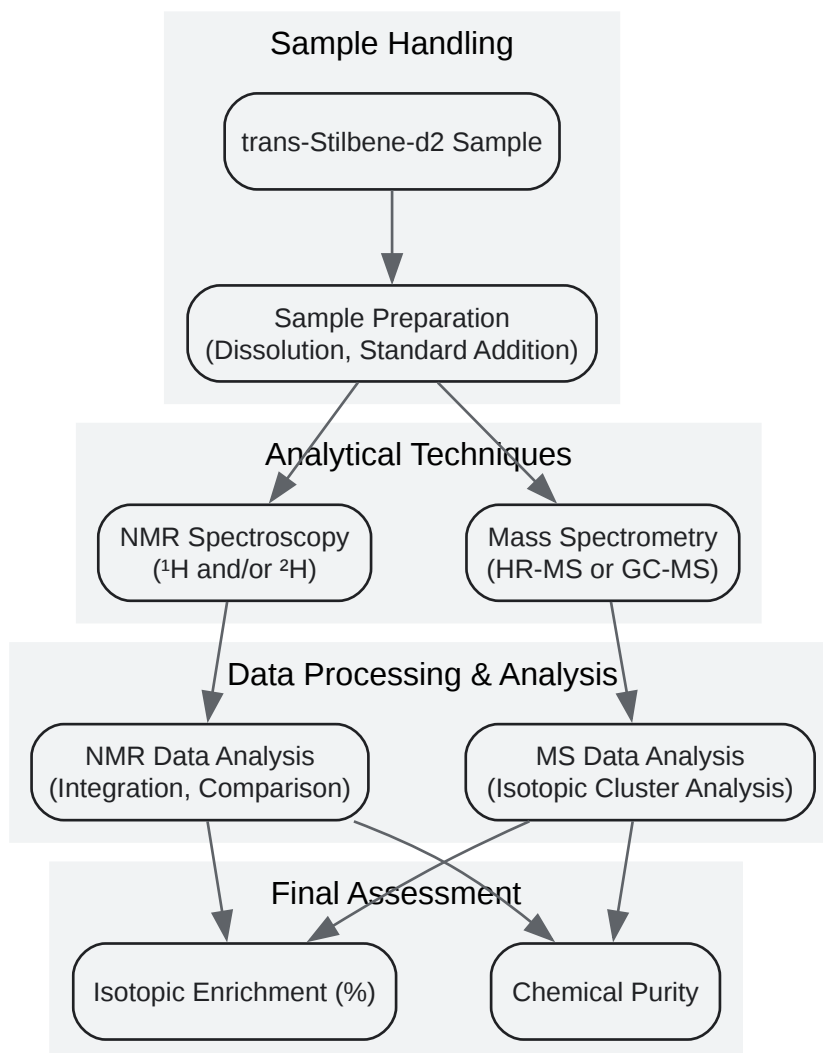 Sample Handling
trans-Stilbene-d2 Sample
Sample Preparation
(Dissolution, Standard Addition)
Analytical Techniques
NMR Spectroscopy
(¹H and/or ²H)
Mass Spectrometry
(HR-MS or GC-MS)
Data Processing & Analysis
NMR Data Analysis
(Integration, Comparison)
MS Data Analysis
(Isotopic Cluster Analysis)
Final Assessment
Isotopic Enrichment (%)
Chemical Purity